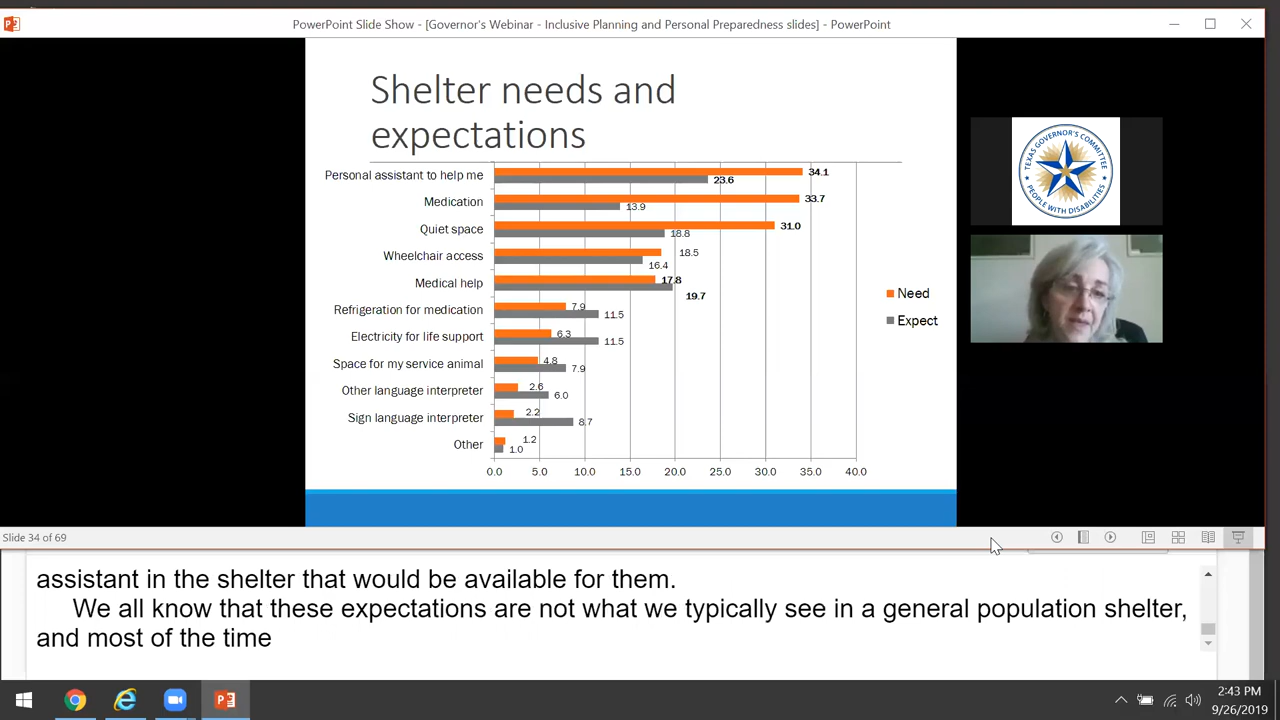 PowerPoint Slide Show - [Governor's Webinar - Inclusive Planning and Personal Preparedness slides] - PowerPoint
Shelter needs and
expectations
Personal assistant to help me 34.1
23.6
Medication 33.7
13.9
Quiet space 31.0
18.8
Wheelchair access 18.5
16.4
Medical help 17.8
19.7
Refrigeration for medication 7.9
11.5
Electricity for life support 6.3
11.5
Space for my service animal 4.8
7.9
Other language interpreter 2.6
6.0
Sign language interpreter 2.2
8.7
Other 1.2
1.0
0.0 5.0 10.0 15.0 20.0 25.0 30.0 35.0 40.0
Need
Expect
TEXAS GOVERNOR'S COMMITTEE
PEOPLE WITH DISABILITIES
Slide 34 of 69
assistant in the shelter that would be available for them.
We all know that these expectations are not what we typically see in a general population shelter,
and most of the time
2:43 PM
9/26/2019